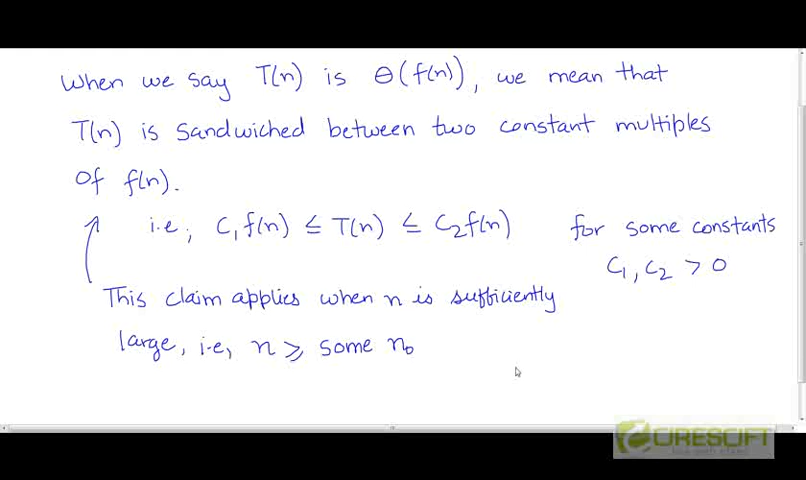 When we say T(n) is Θ(f(n)), we mean that
T(n) is sandwiched between two constant multiples
of f(n).
i.e., C₁f(n) ≤ T(n) ≤ C₂f(n) for some constants
C₁, C₂ > 0
This claim applies when n is sufficiently
large, i.e, n ≥ some n₀
CIRESOFT